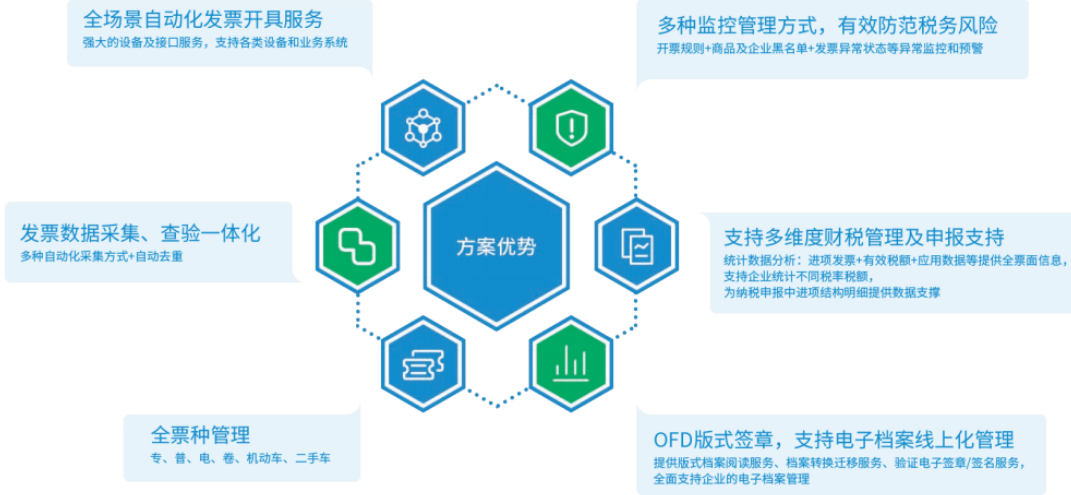 全场景自动化发票开具服务
强大的设备及接口服务，支持各类设备和业务系统
多种监控管理方式，有效防范税务风险
开票规则+商品及企业黑名单+发票异常状态等异常监控和预警
发票数据采集、查验一体化
多种自动化采集方式+自动去重
方案优势
支持多维度财税管理及申报支持
统计数据分析：进项发票+有效税额+应用数据等提供全票面信息，
支持企业统计不同税率税额，
为纳税申报中进项结构明细提供数据支撑
全票种管理
专、普、电、卷、机动车、二手车
OFD版式签章，支持电子档案线上化管理
提供版式档案阅读服务、档案转换迁移服务、验证电子签章/签名服务，
全面支持企业的电子档案管理